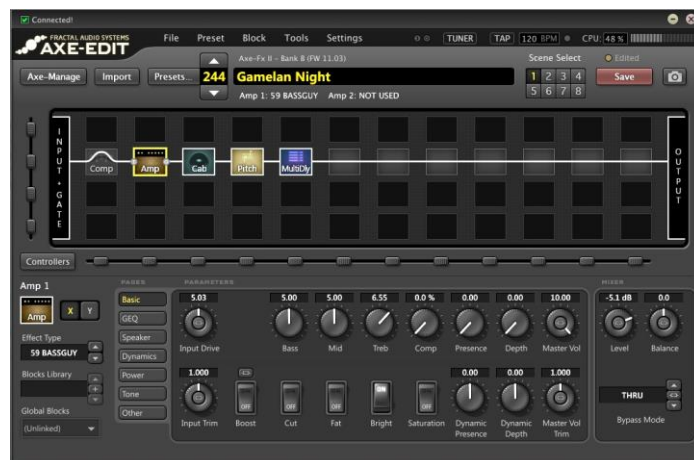 Connected!
FRACTAL AUDIO SYSTEMS
AXE-EDIT
File Preset Block Tools Settings
TUNER TAP 120 BPM CPU: 48 %
Axe-Fx II – Bank B (FW 11.03)
Scene Select
Edited
Axe-Manage Import Presets... 244 Gamelan Night
1 2 3 4
Save
Amp 1: 59 BASSGUY Amp 2: NOT USED
5 6 7 8
INPUT + GATE
Comp Amp Cab Pitch MultiDly
OUTPUT
Controllers
Amp 1
PAGES PARAMETERS MIXER
Amp X Y
Effect Type
59 BASSGUY
Blocks Library
Global Blocks
(Unlinked)
Basic
GEQ
Speaker
Dynamics
Power
Tone
Other
5.03 5.00 5.00 6.55 0.0 % 0.00 0.00 10.00
Input Drive Bass Mid Treb Comp Presence Depth Master Vol
1.000 0.00 0.00 1.000
OFF OFF OFF ON OFF
Input Trim Boost Cut Fat Bright Saturation Dynamic Presence Dynamic Depth Master Vol Trim
-5.1 dB 0.0
Level Balance
THRU
Bypass Mode